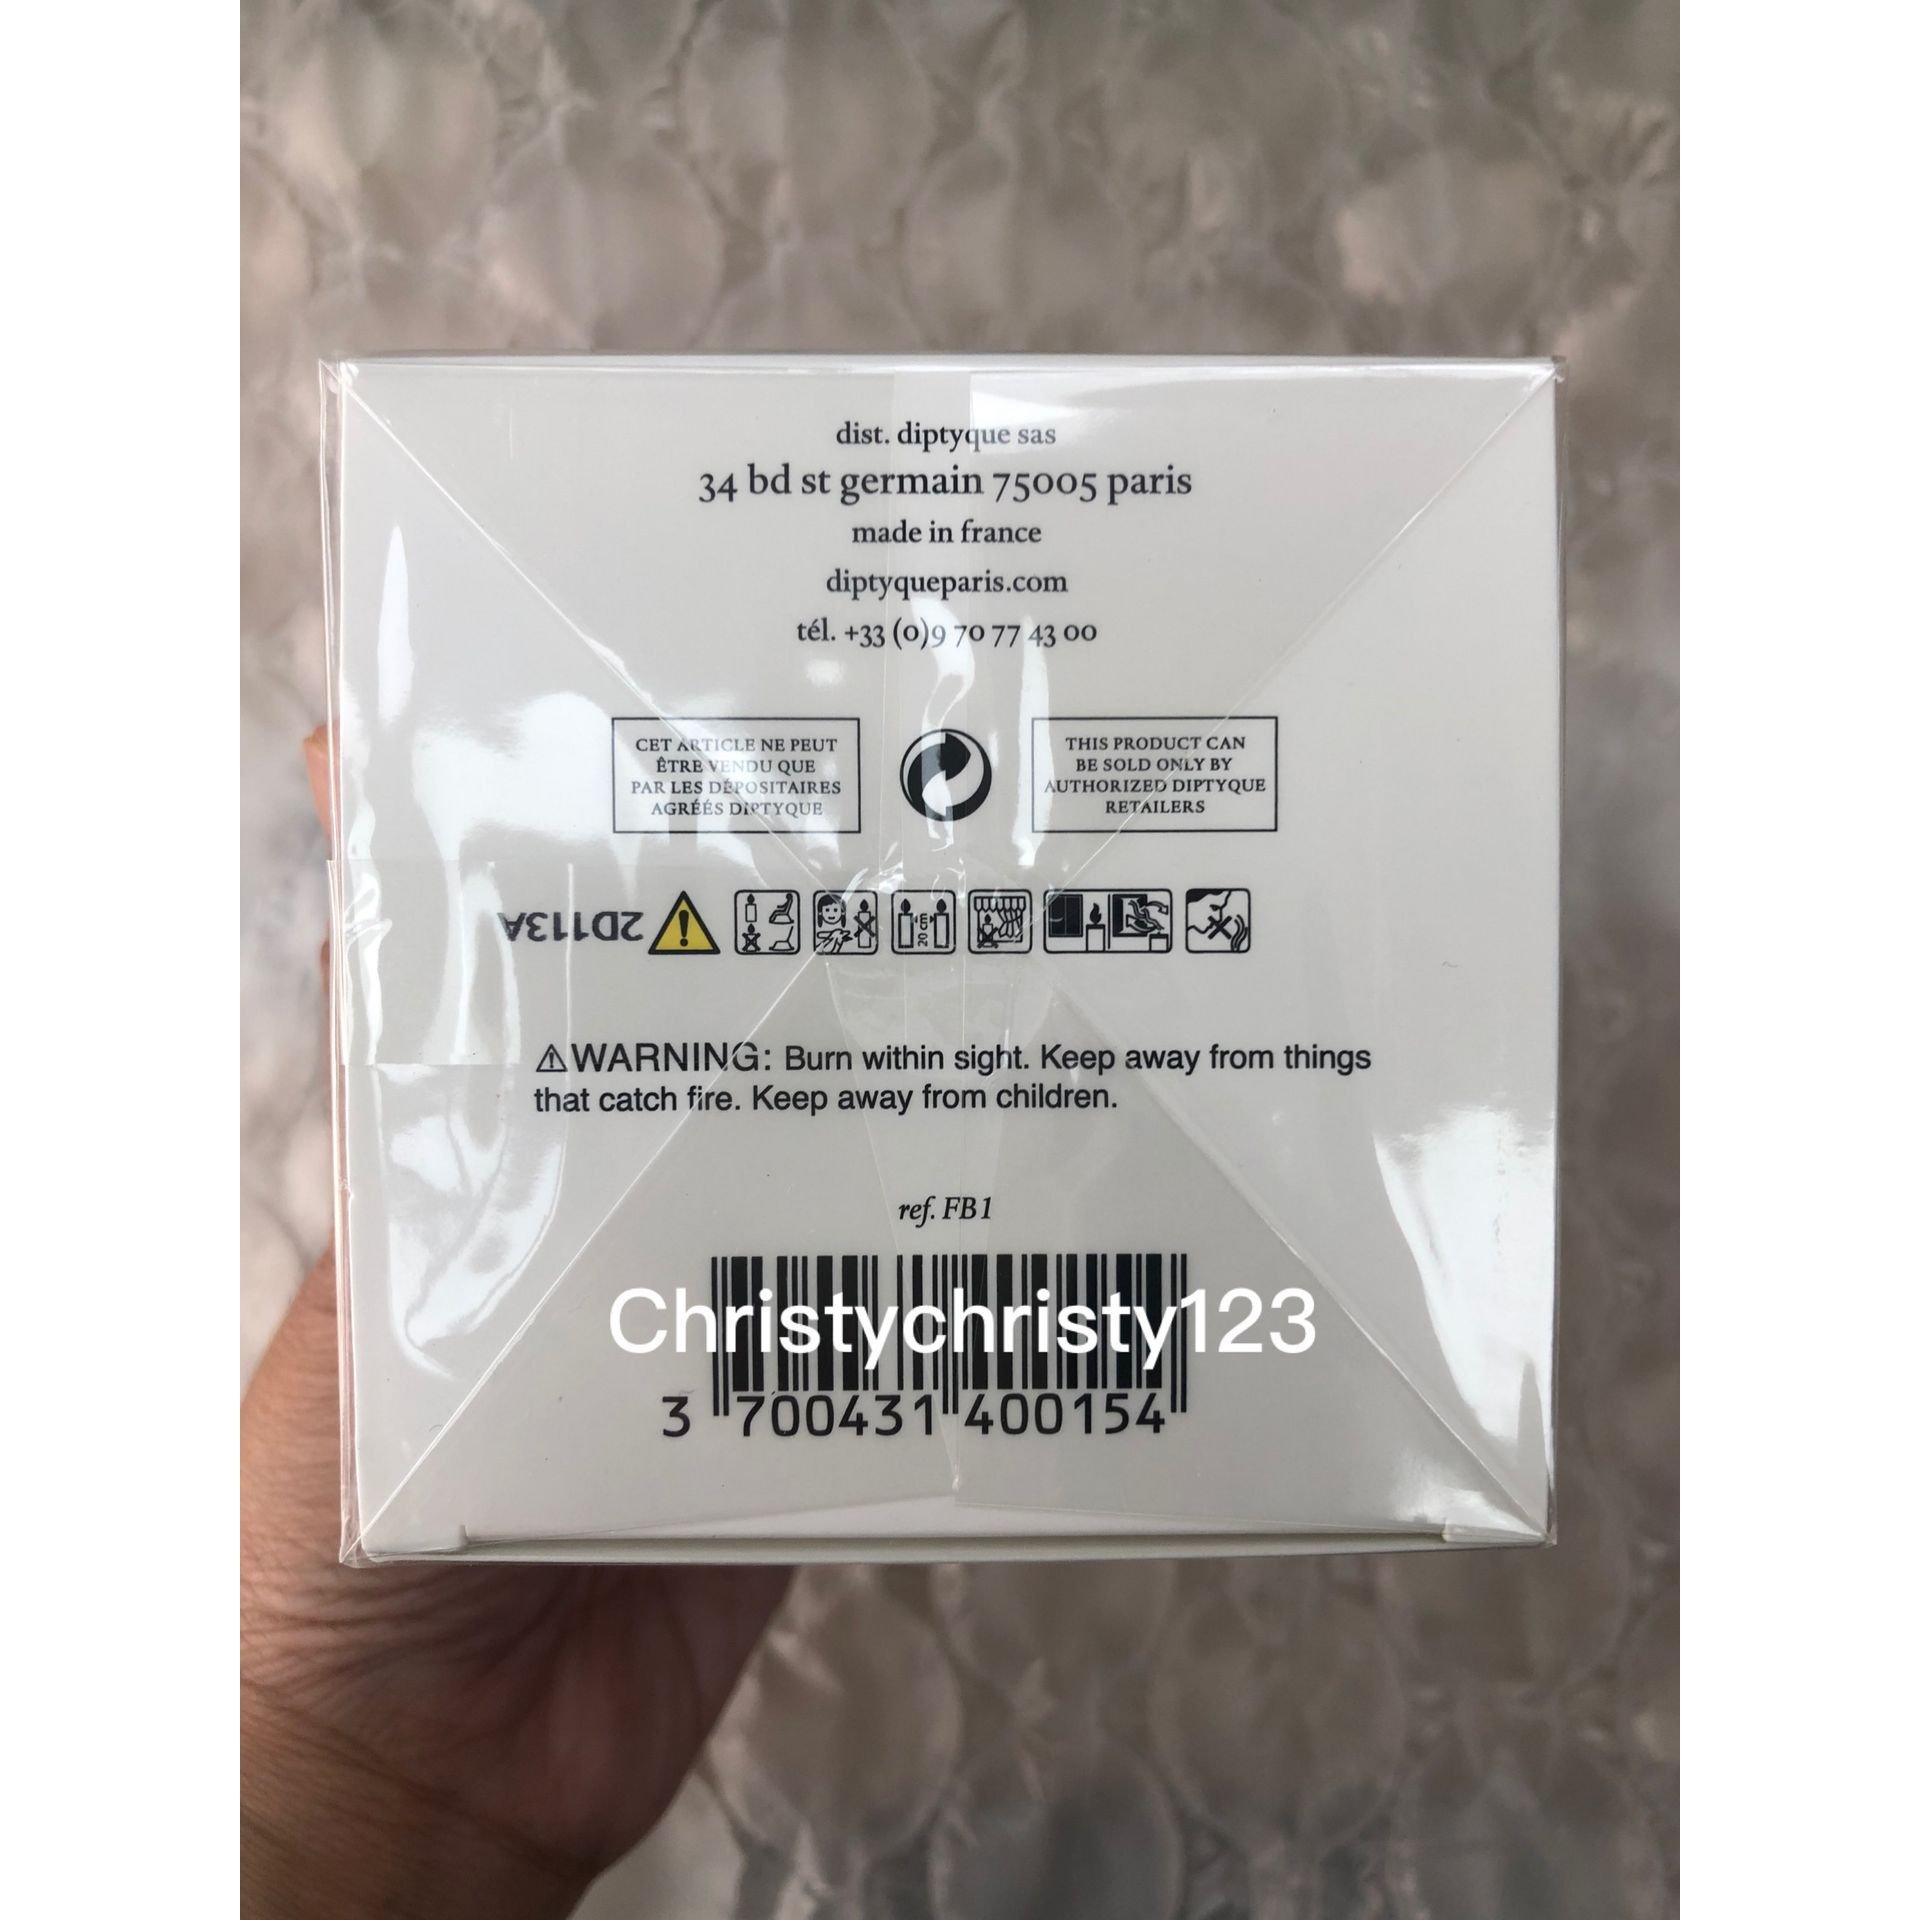 dist. diptyque sas
34 bd st germain 75005 paris
made in france
diptyqueparis.com
tél. +33 (0)9 70 77 43 00
CET ARTICLE NE PEUT
ÊTRE VENDU QUE
PAR LES DÉPOSITAIRES
AGRÉÉS DIPTYQUE
THIS PRODUCT CAN
BE SOLD ONLY BY
AUTHORIZED DIPTYQUE
RETAILERS
2D113A
20 cm
⚠WARNING: Burn within sight. Keep away from things
that catch fire. Keep away from children.
ref. FB1
Christychristy123
3 700431 400154